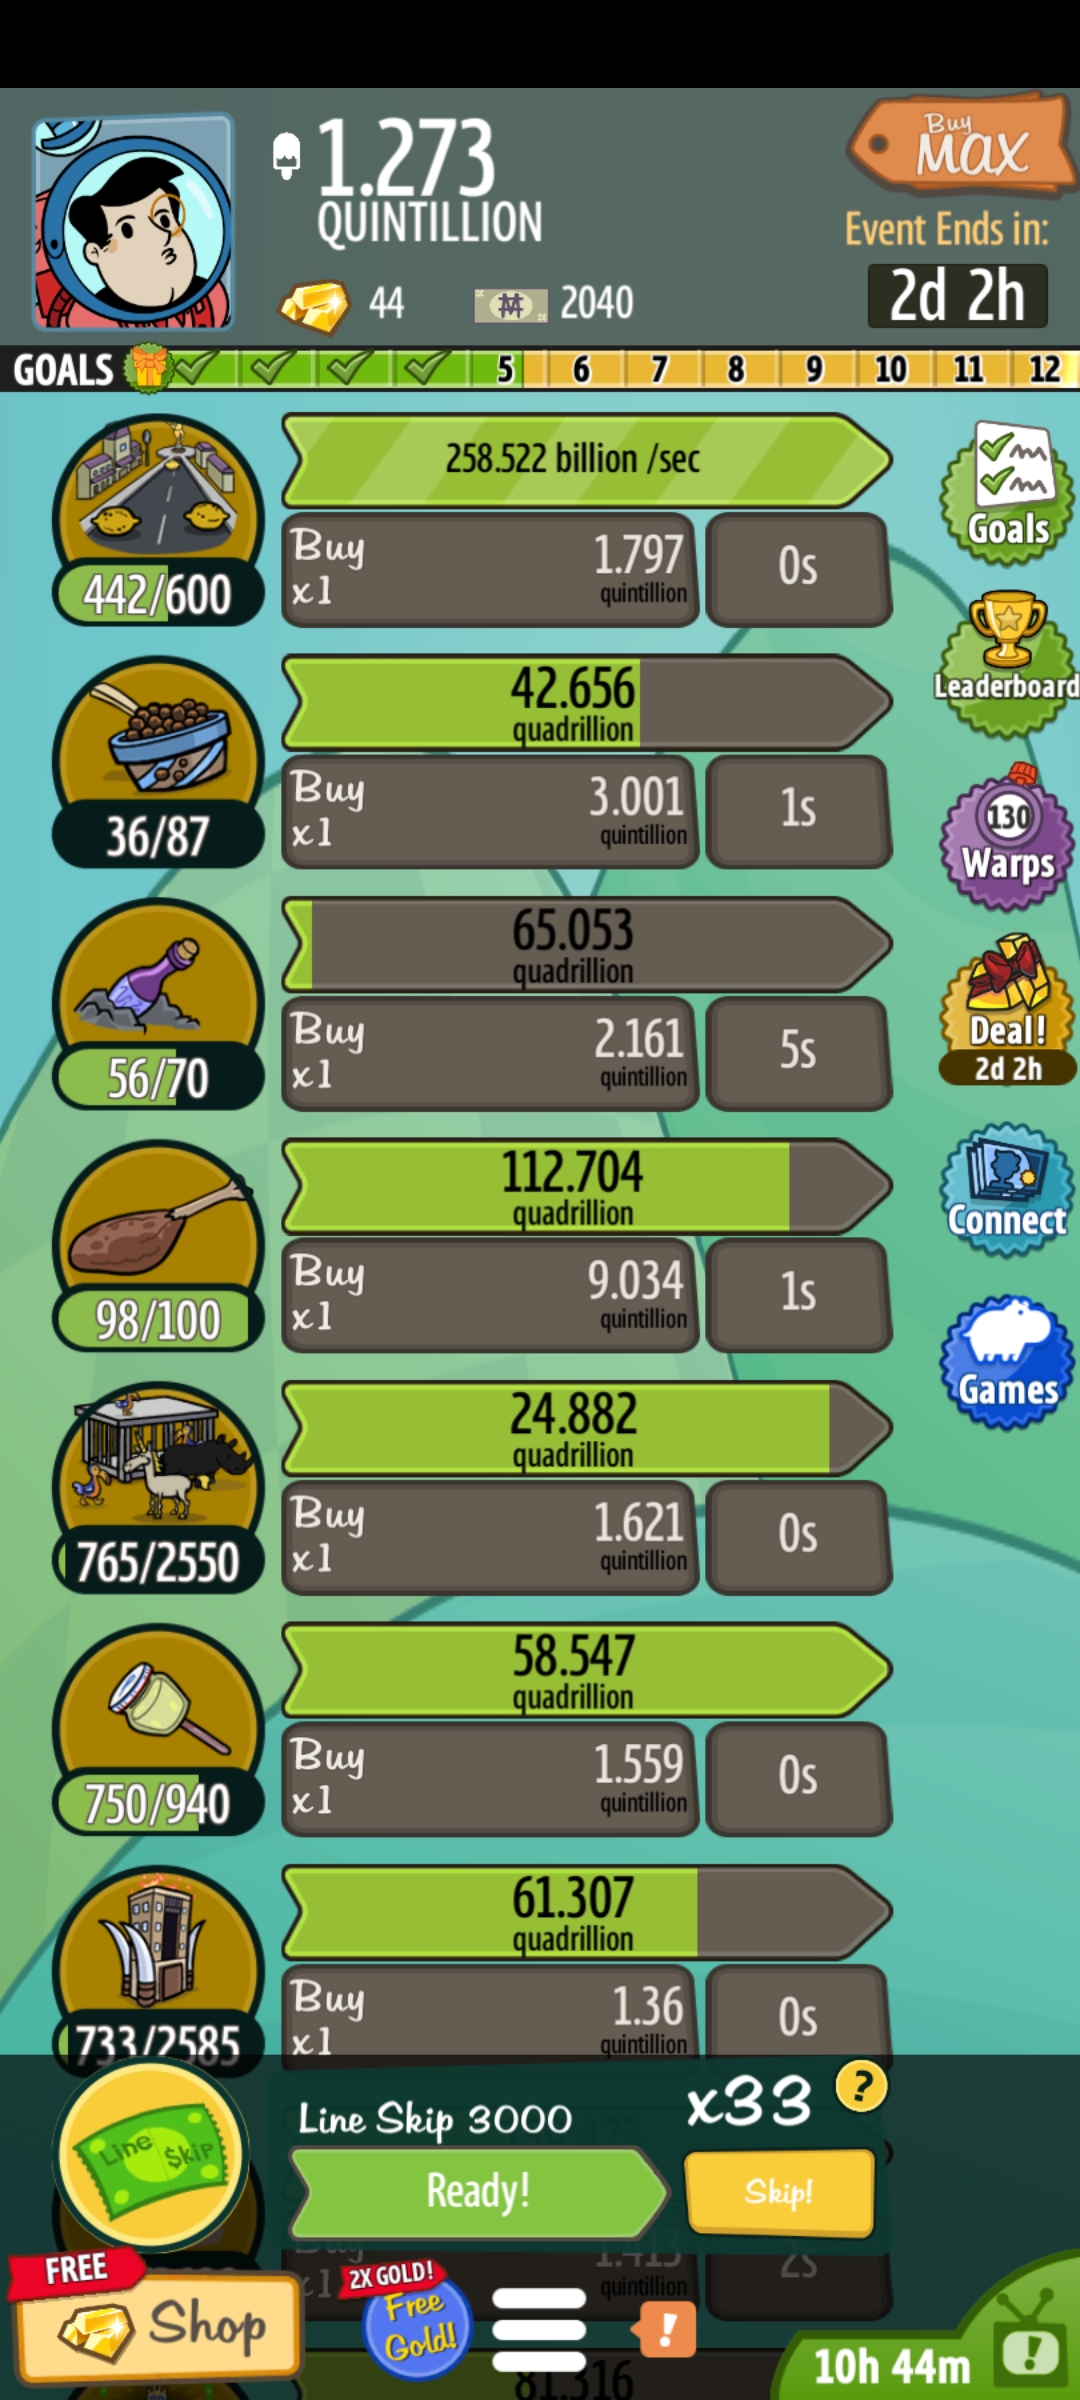 1.273
QUINTILLION
44
2040
Buy
MAX
Event Ends in:
2d 2h
GOALS 5 6 7 8 9 10 11 12
258.522 billion /sec
Buy
x1
1.797
quintillion
0s
442/600
42.656
quadrillion
Buy
x1
3.001
quintillion
1s
36/87
65.053
quadrillion
Buy
x1
2.161
quintillion
5s
56/70
112.704
quadrillion
Buy
x1
9.034
quintillion
1s
98/100
24.882
quadrillion
Buy
x1
1.621
quintillion
0s
765/2550
58.547
quadrillion
Buy
x1
1.559
quintillion
0s
750/940
61.307
quadrillion
Buy
x1
1.36
quintillion
0s
733/2585
Goals
Leaderboard
130
Warps
Deal!
2d 2h
Connect
Games
Line Skip
Line Skip 3000
x33
?
Ready!
Skip!
x1
1.413
quintillion
2s
FREE
Shop
2X GOLD!
Free
Gold!
!
81.316
10h 44m
!